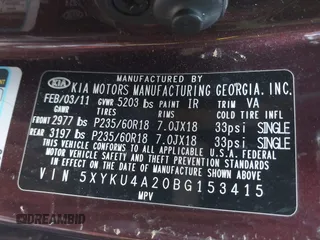 MANUFACTURED BY
KIA KIA MOTORS MANUFACTURING GEORGIA. INC.
FEB/03/11 GVWR 5203 lbs PAINT IR TRIM VA
GAWR TIRES RIMS COLD TIRE INFL
FRONT 2977 lbs P235/60R18 7.0JX18 33psi SINGLE
REAR 3197 lbs P235/60R18 7.0JX18 33psi SINGLE
THIS VEHICLE CONFORMS TO ALL APPLICABLE U.S.A. FEDERAL
MOTOR VEHICLE SAFETY AND THEFT PREVENTION STANDARDS
IN EFFECT ON THE DATE OF MANUFACTURE SHOWN ABOVE.
VIN 5XYKU4A20BG153415
MPV
DREAMBID